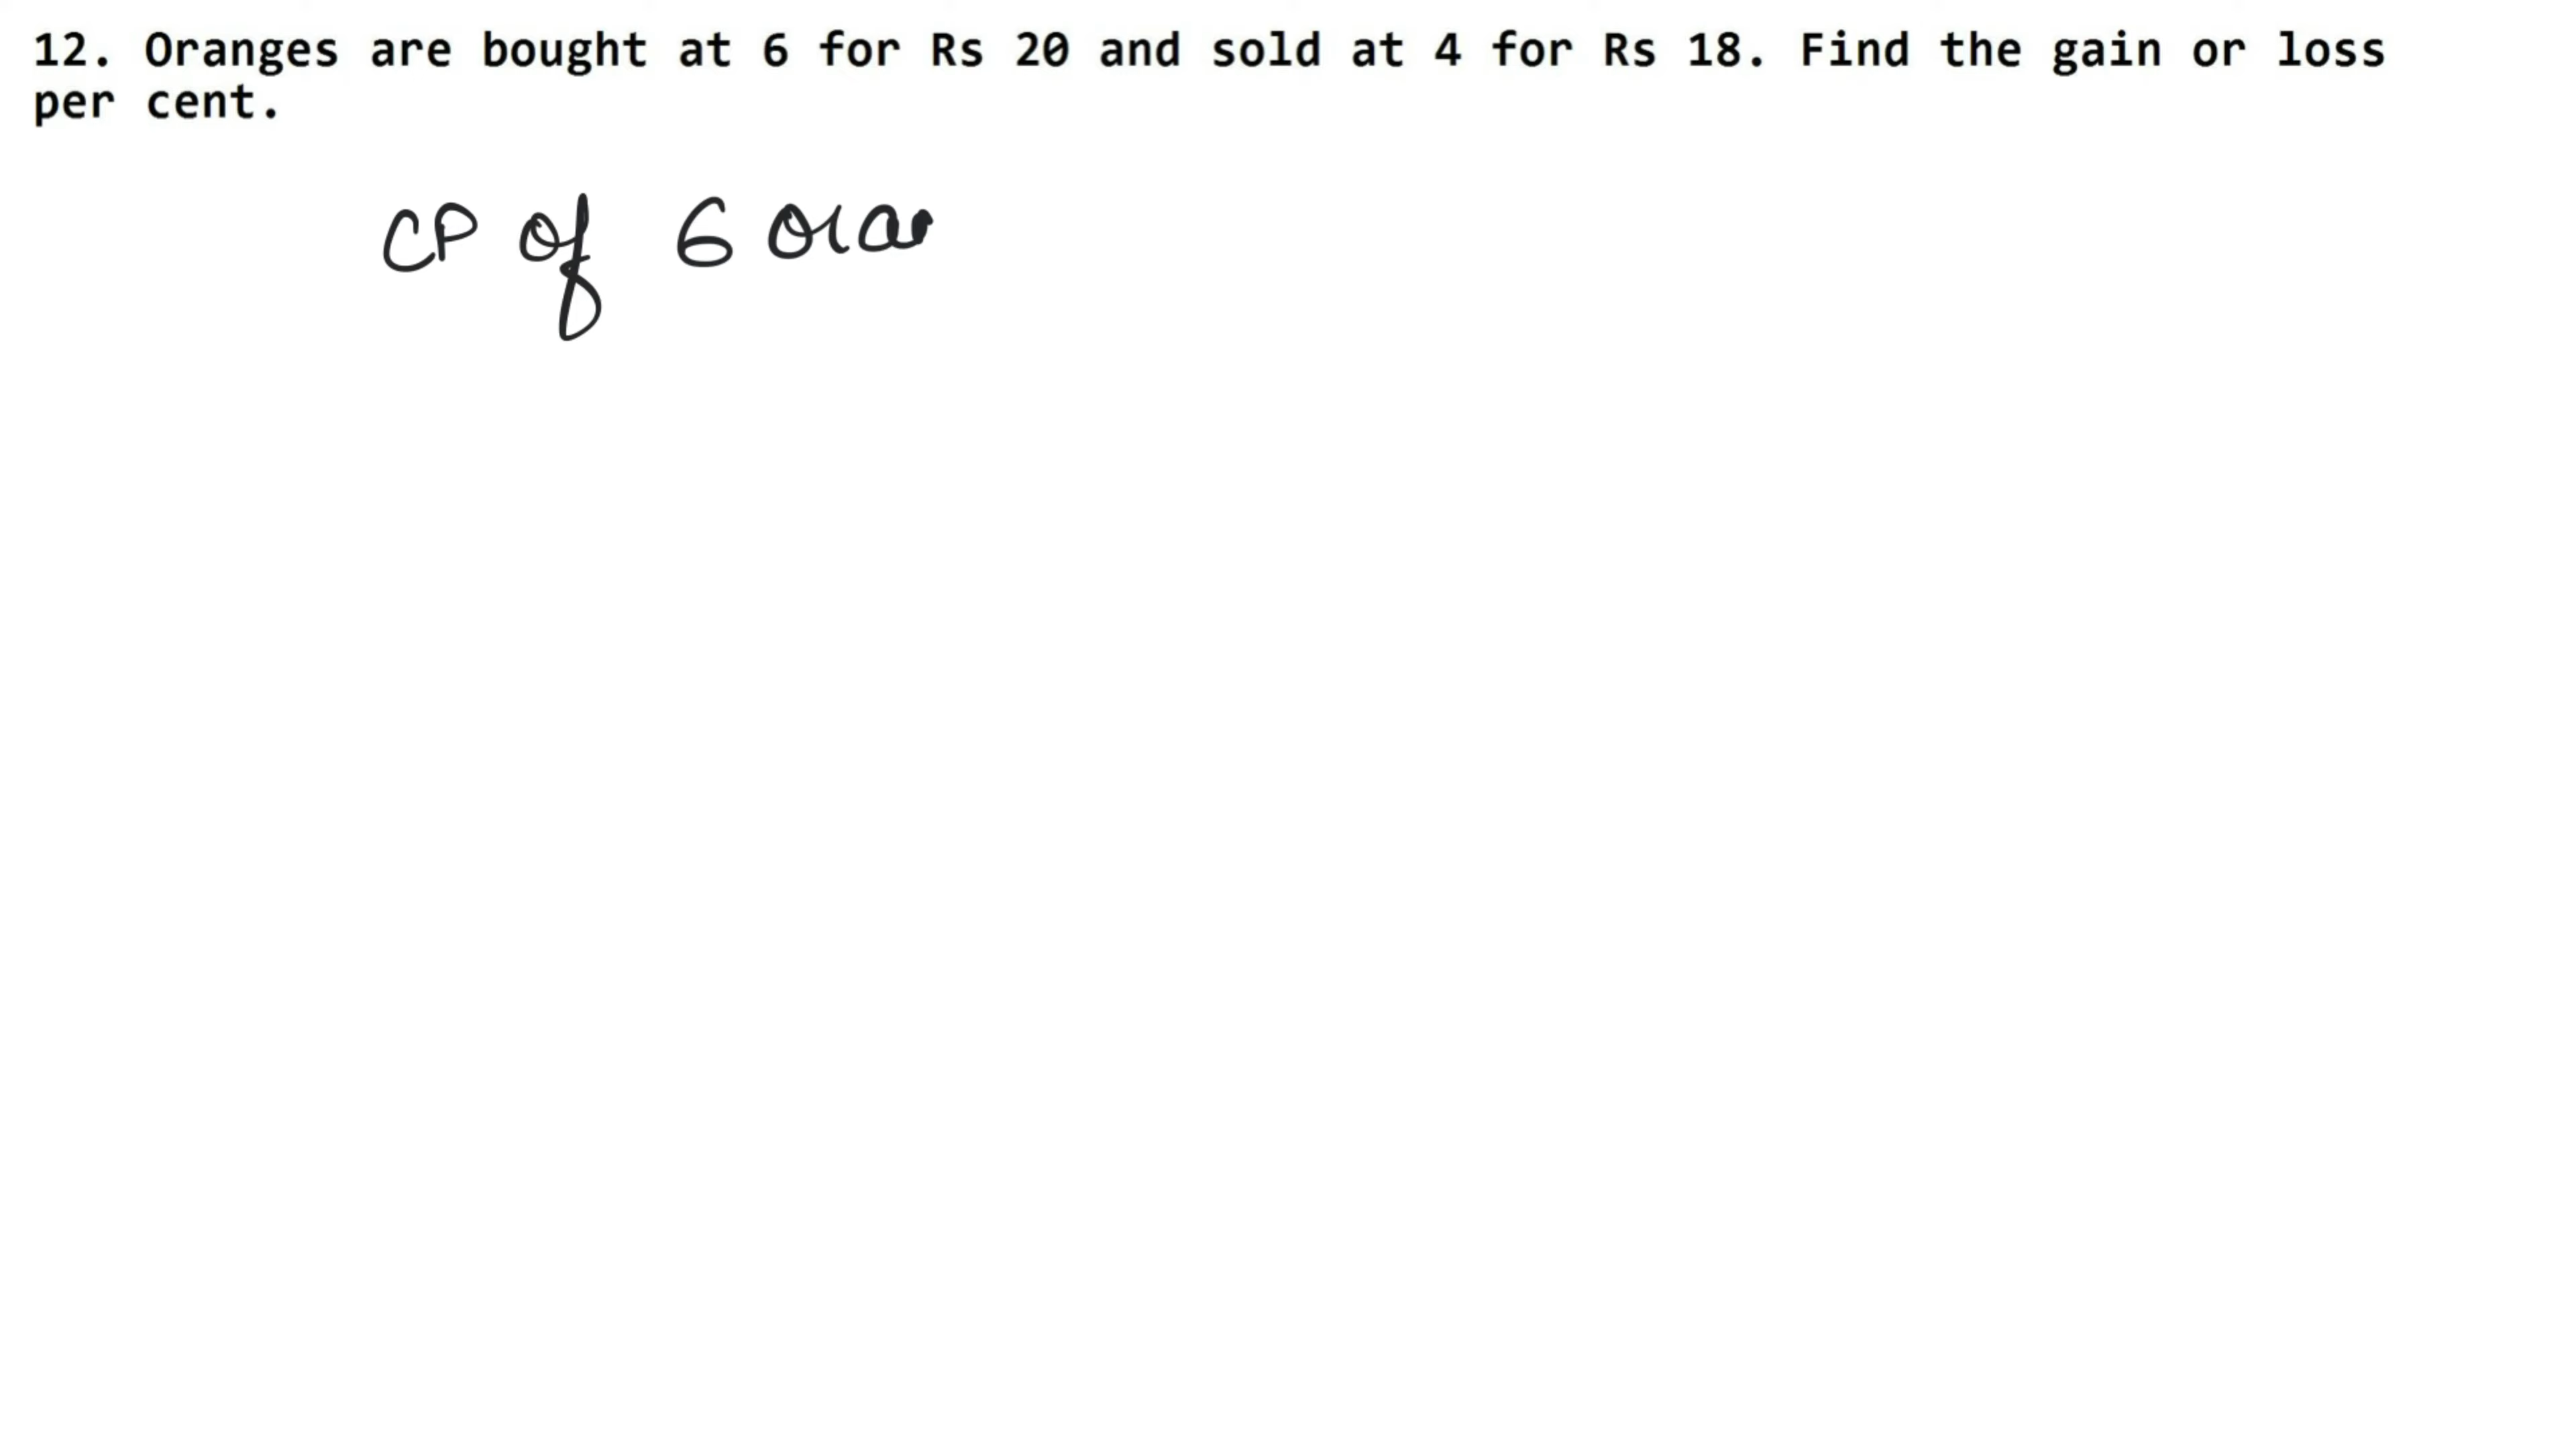 12. Oranges are bought at 6 for Rs 20 and sold at 4 for Rs 18. Find the gain or loss
per cent.
CP of 6 oran